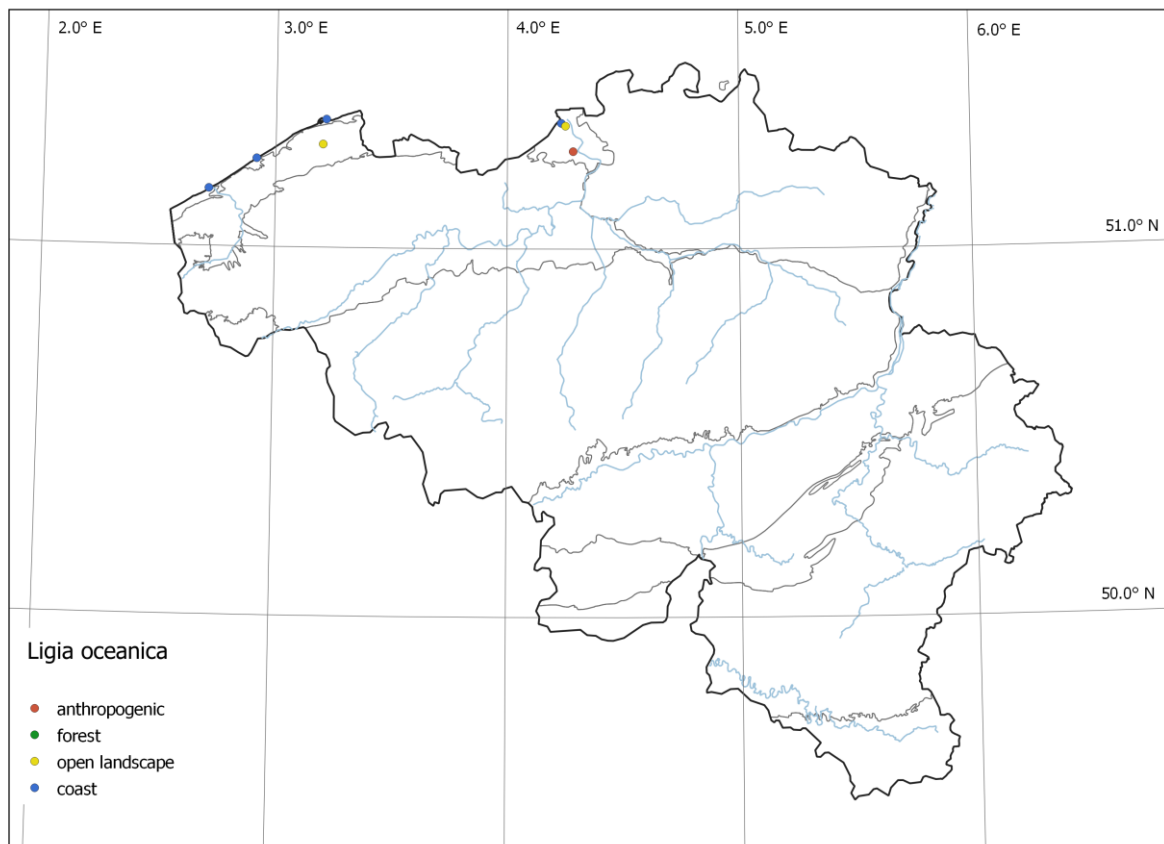 2.0° E
3.0° E
4.0° E
5.0° E
6.0° E
51.0° N
50.0° N
Ligia oceanica
anthropogenic
forest
open landscape
coast